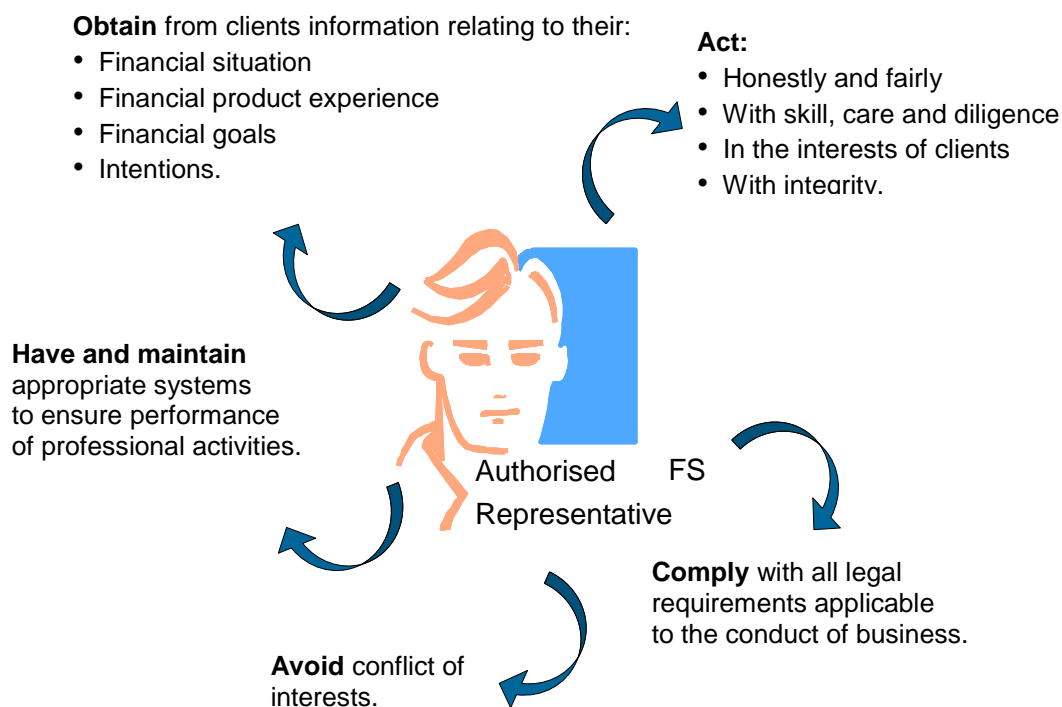 Obtain from clients information relating to their:
• Financial situation
• Financial product experience
• Financial goals
• Intentions.
Act:
• Honestly and fairly
• With skill, care and diligence
• In the interests of clients
• With integrity.
Have and maintain
appropriate systems
to ensure performance
of professional activities.
Authorised FS
Representative
Comply with all legal
requirements applicable
to the conduct of business.
Avoid conflict of
interests.